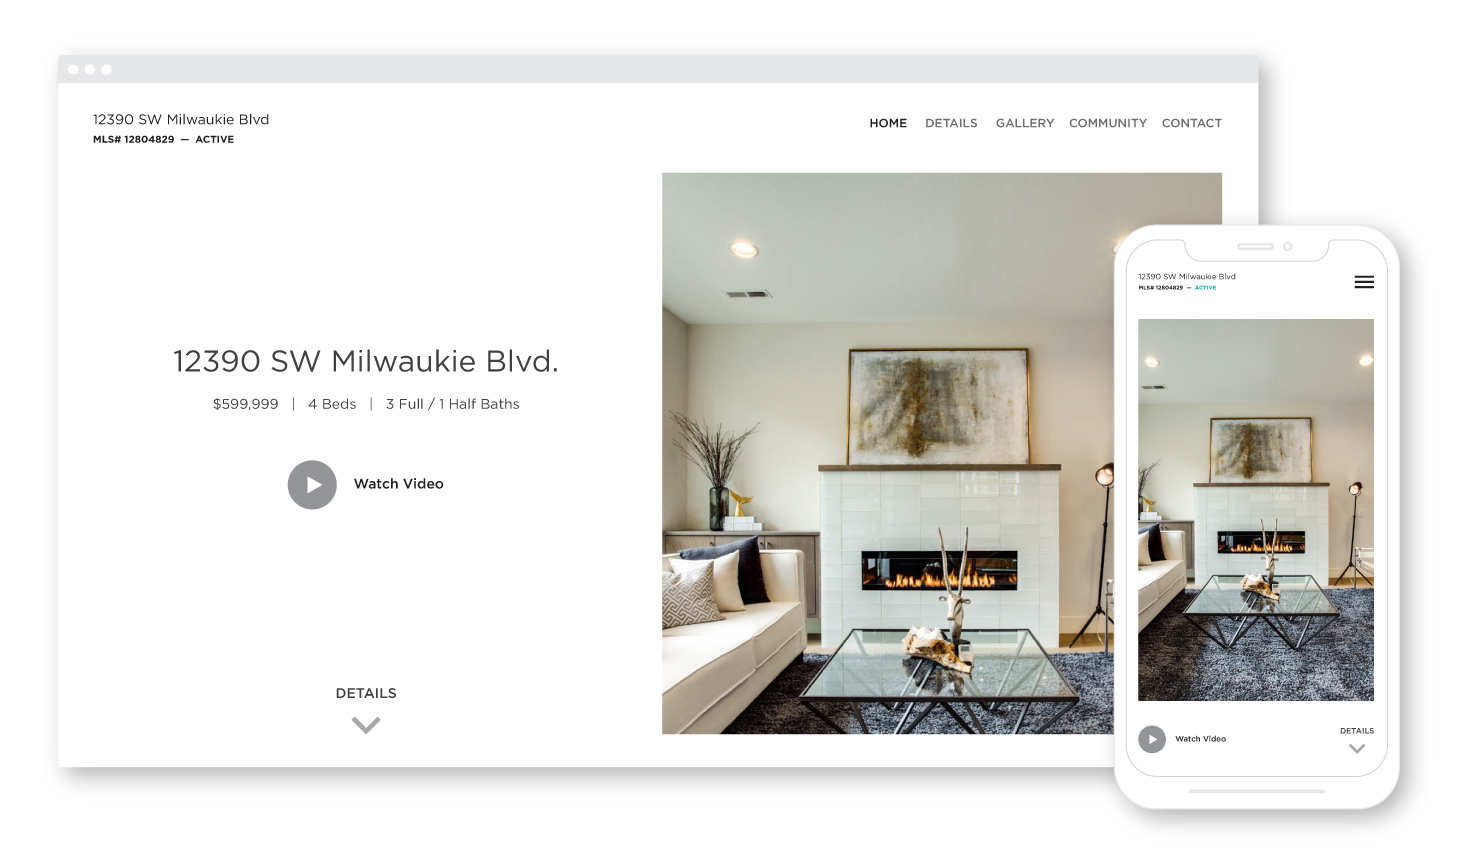 12390 SW Milwaukie Blvd
MLS# 12804829 — ACTIVE
HOME DETAILS GALLERY COMMUNITY CONTACT
12390 SW Milwaukie Blvd.
$599,999 | 4 Beds | 3 Full / 1 Half Baths
Watch Video
DETAILS
12390 SW Milwaukie Blvd
MLS# 12804829 — ACTIVE
Watch Video
DETAILS